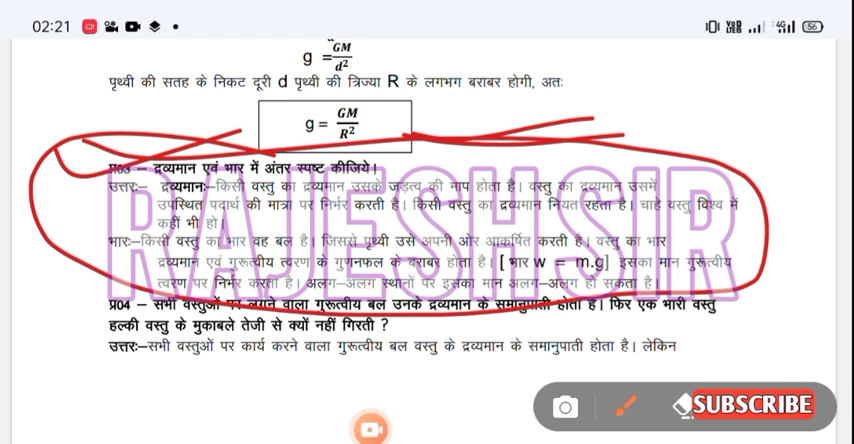 02:21
56
g = GM/d²
पृथ्वी की सतह के निकट दूरी d पृथ्वी की त्रिज्या R के लगभग बराबर होगी, अतः
g = GM/R²
प्र03 – द्रव्यमान एवं भार में अंतर स्पष्ट कीजिये।
उत्तरः– द्रव्यमानः–किसी वस्तु का द्रव्यमान उसके जड़त्व की माप होता है। वस्तु का द्रव्यमान उसमें
उपस्थित पदार्थ की मात्रा पर निर्भर करती है। किसी वस्तु का द्रव्यमान नियत रहता है। चाहे वस्तु विश्व में
कहीं भी हो।
भारः–किसी वस्तु का भार वह बल है। जिससे पृथ्वी उसे अपनी ओर आकर्षित करती है। वस्तु का भार
द्रव्यमान एवं गुरूत्वीय त्वरण के गुणनफल के बराबर होता है। [ भार w = m.g] इसका मान गुरूत्वीय
त्वरण पर निर्भर करता है। अलग–अलग स्थानों पर इसका मान अलग–अलग हो सकता है।
RAJESH SIR
प्र04 – सभी वस्तुओं पर लगने वाला गुरूत्वीय बल उनके द्रव्यमान के समानुपाती होता है। फिर एक भारी वस्तु
हल्की वस्तु के मुकाबले तेजी से क्यों नहीं गिरती ?
उत्तरः–सभी वस्तुओं पर कार्य करने वाला गुरूत्वीय बल वस्तु के द्रव्यमान के समानुपाती होता है। लेकिन
SUBSCRIBE